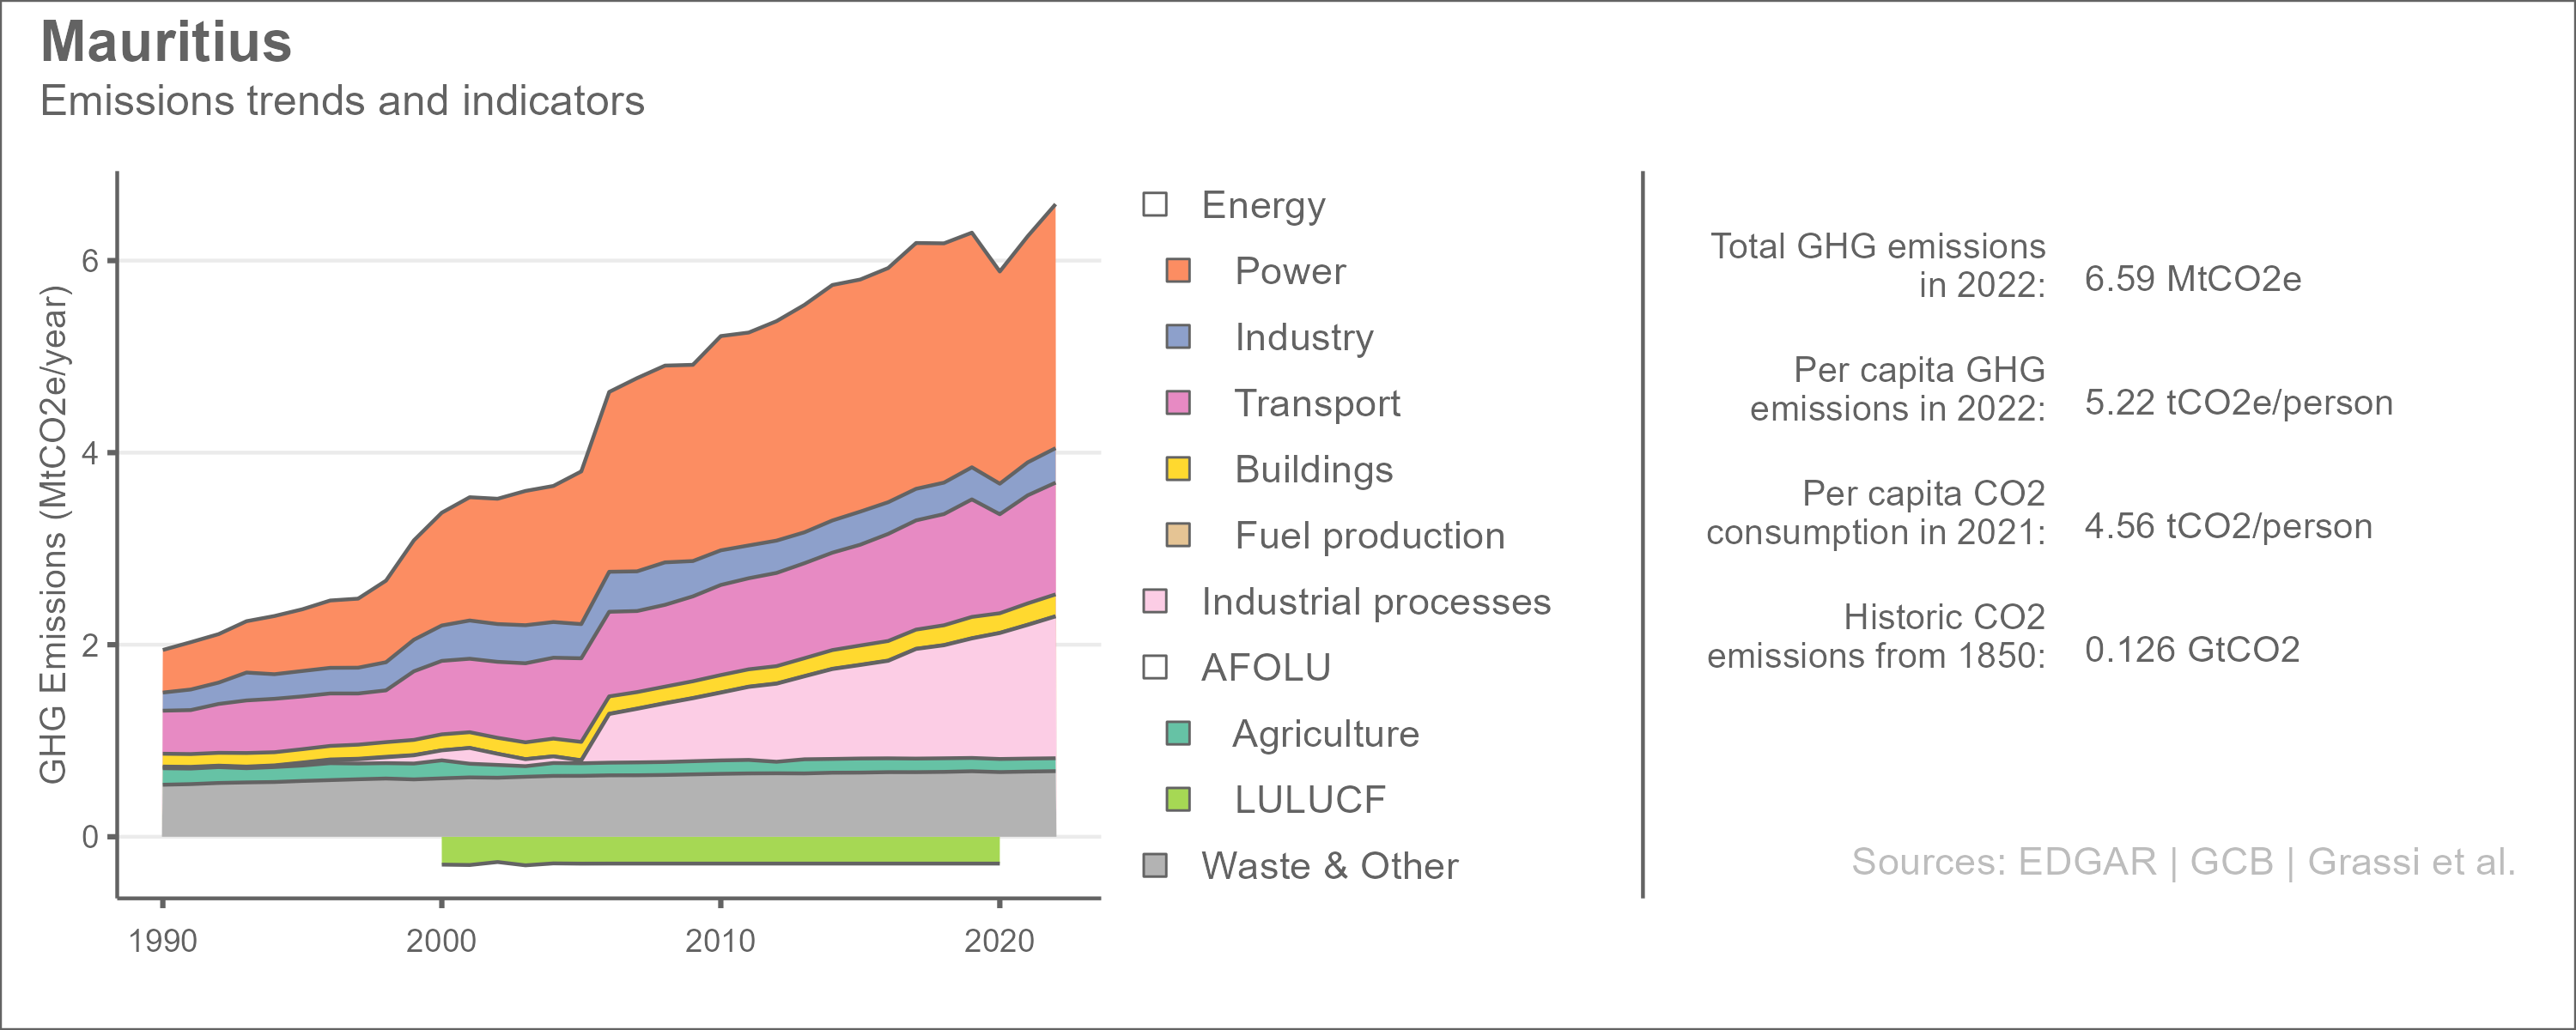 Mauritius
Emissions trends and indicators
GHG Emissions (MtCO2e/year)
6
4
2
0
1990
2000
2010
2020
Energy
Power
Industry
Transport
Buildings
Fuel production
Industrial processes
AFOLU
Agriculture
LULUCF
Waste & Other
Total GHG emissions
in 2022:
6.59 MtCO2e
Per capita GHG
emissions in 2022:
5.22 tCO2e/person
Per capita CO2
consumption in 2021:
4.56 tCO2/person
Historic CO2
emissions from 1850:
0.126 GtCO2
Sources: EDGAR | GCB | Grassi et al.